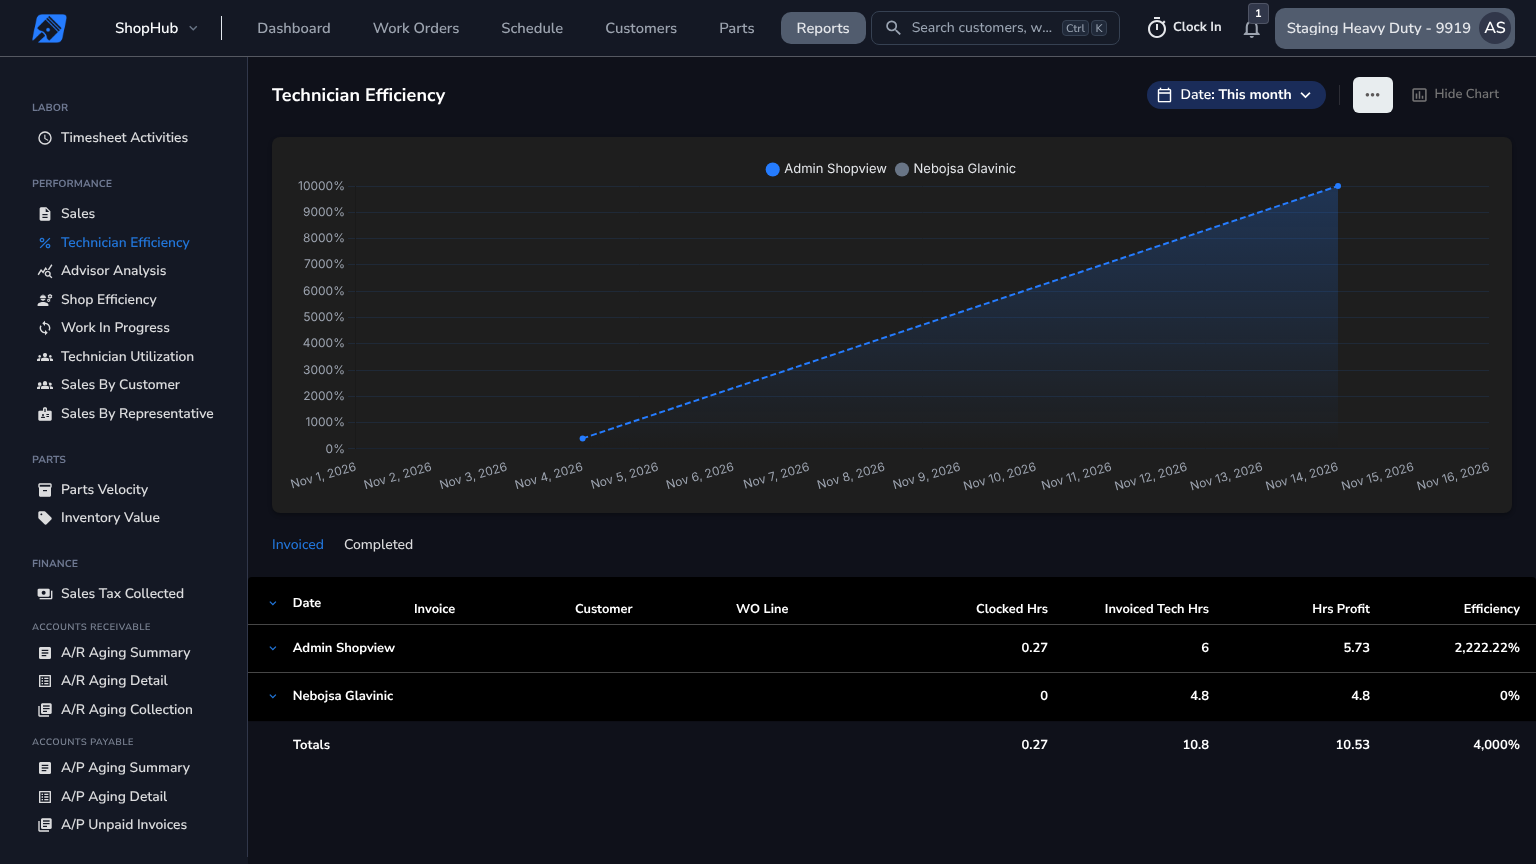 ShopHub
Dashboard
Work Orders
Schedule
Customers
Parts
Reports
Search customers, w...
Ctrl
K
Clock In
1
Staging Heavy Duty - 9919
AS
LABOR
Timesheet Activities
PERFORMANCE
Sales
Technician Efficiency
Advisor Analysis
Shop Efficiency
Work In Progress
Technician Utilization
Sales By Customer
Sales By Representative
PARTS
Parts Velocity
Inventory Value
FINANCE
Sales Tax Collected
ACCOUNTS RECEIVABLE
A/R Aging Summary
A/R Aging Detail
A/R Aging Collection
ACCOUNTS PAYABLE
A/P Aging Summary
A/P Aging Detail
A/P Unpaid Invoices
Technician Efficiency
Date: This month
Hide Chart
Admin Shopview
Nebojsa Glavinic
10000%
9000%
8000%
7000%
6000%
5000%
4000%
3000%
2000%
1000%
0%
Nov 1, 2026
Nov 2, 2026
Nov 3, 2026
Nov 4, 2026
Nov 5, 2026
Nov 6, 2026
Nov 7, 2026
Nov 8, 2026
Nov 9, 2026
Nov 10, 2026
Nov 11, 2026
Nov 12, 2026
Nov 13, 2026
Nov 14, 2026
Nov 15, 2026
Nov 16, 2026
Invoiced
Completed
Date Invoice Customer WO Line Clocked Hrs Invoiced Tech Hrs Hrs Profit Efficiency
Admin Shopview 0.27 6 5.73 2,222.22%
Nebojsa Glavinic 0 4.8 4.8 0%
Totals 0.27 10.8 10.53 4,000%